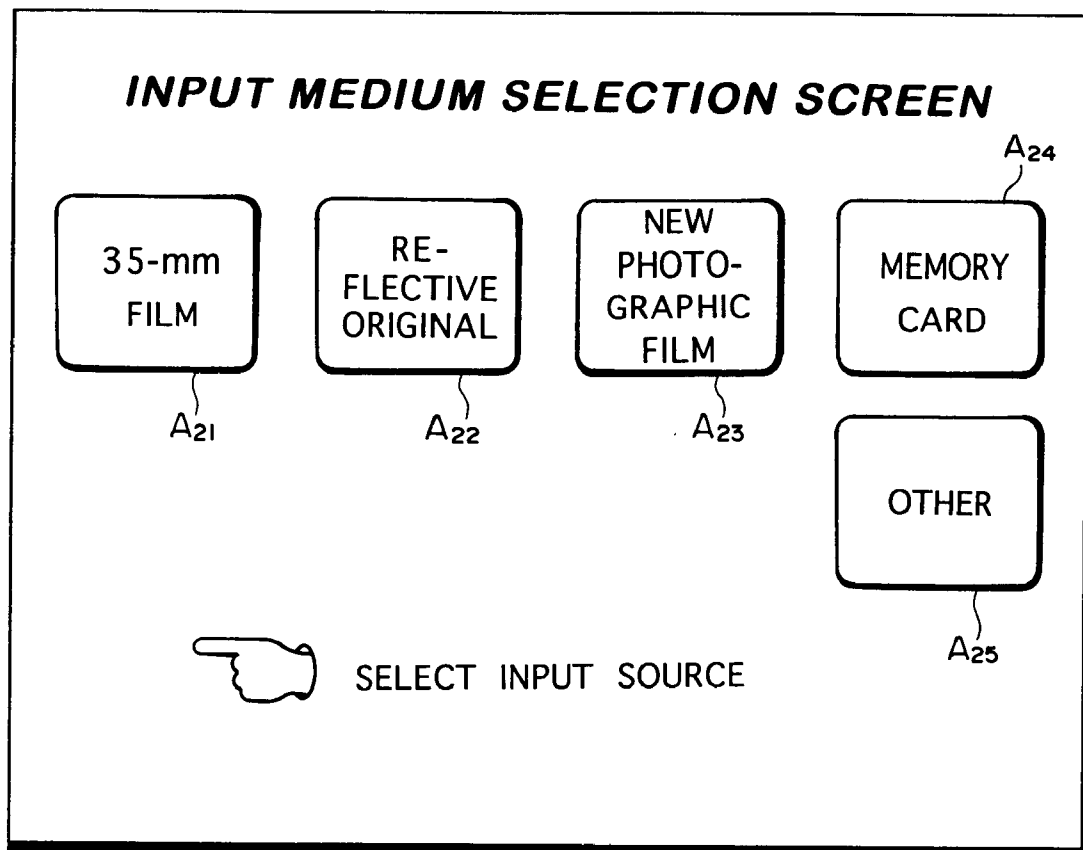 INPUT MEDIUM SELECTION SCREEN
A24
35-mm
FILM
RE-
FLECTIVE
ORIGINAL
NEW
PHOTO-
GRAPHIC
FILM
MEMORY
CARD
A21
A22
A23
OTHER
A25
SELECT INPUT SOURCE